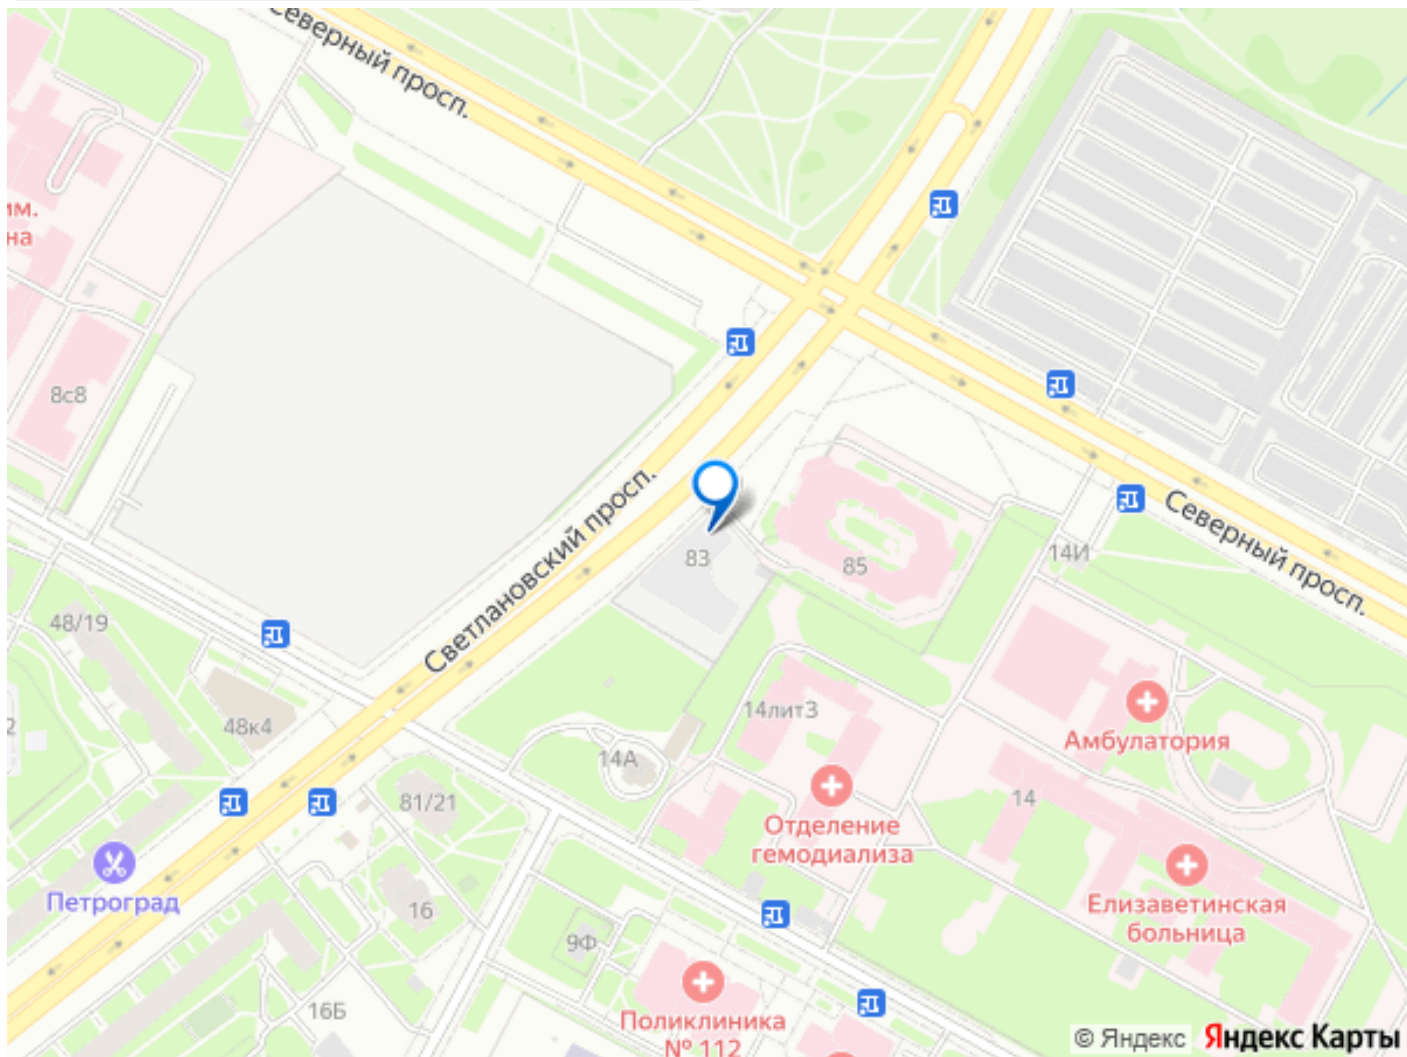 Северный просп.
им.
на
8с8
Светлановский просп.
83
85
14И
Северный просп.
48/19
2
48к4
14А
14лит3
Амбулатория
81/21
14
Отделение
гемодиализа
Петроград
16
9Ф
Елизаветинская
больница
16Б
Поликлиника
№ 112
© Яндекс Яндекс Карты